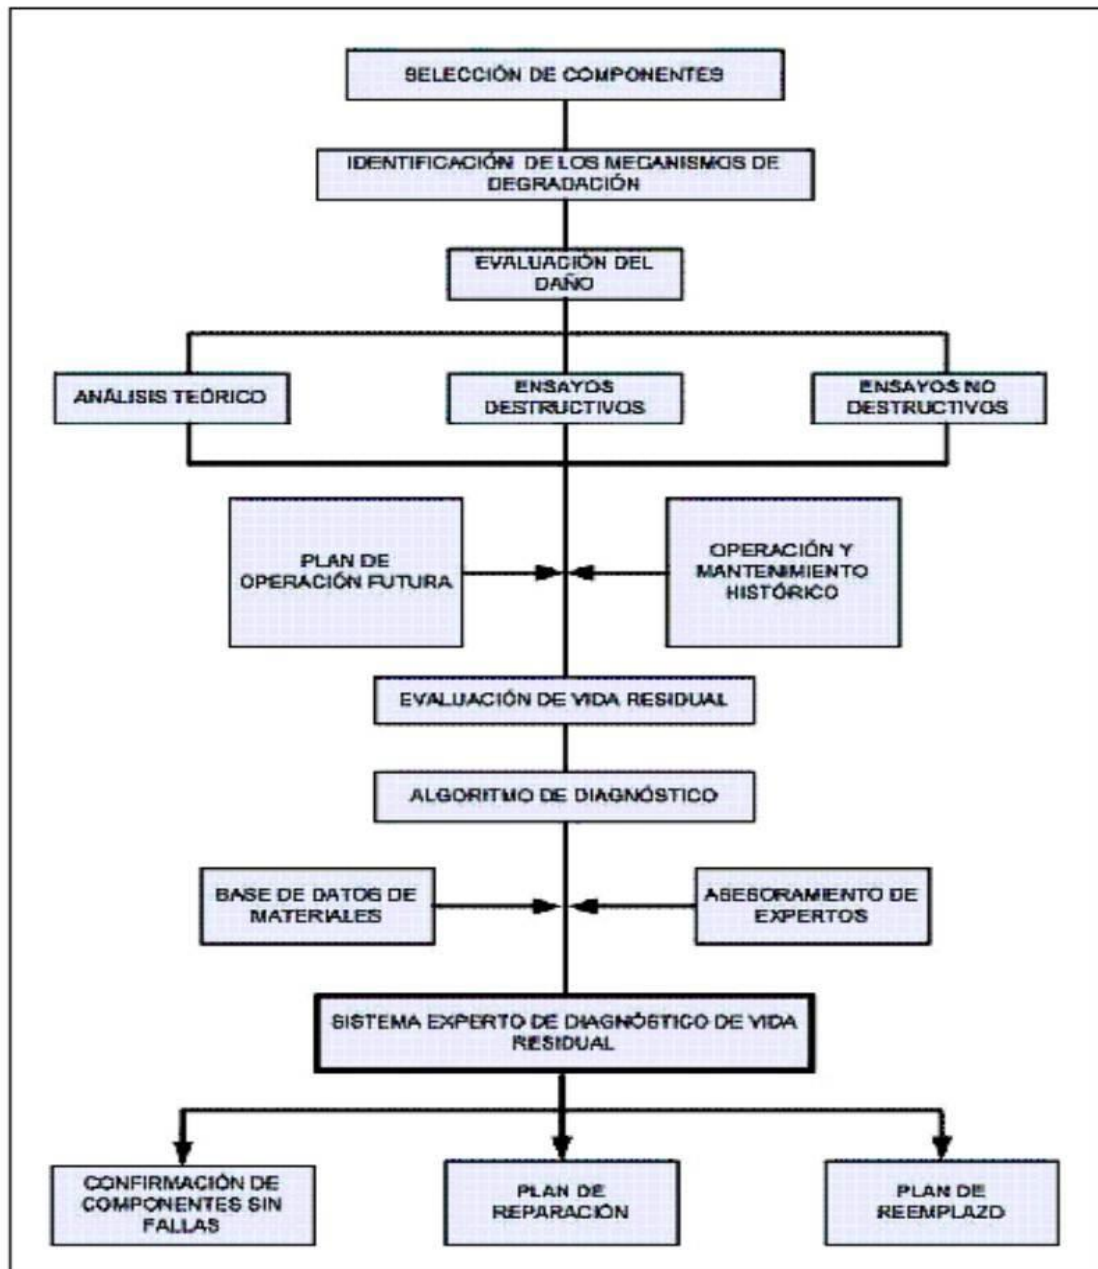 SELECCIÓN DE COMPONENTES
IDENTIFICACIÓN DE LOS MECANISMOS DE
DEGRADACIÓN
EVALUACIÓN DEL
DAÑO
ANÁLISIS TEÓRICO
ENSAYOS
DESTRUCTIVOS
ENSAYOS NO
DESTRUCTIVOS
PLAN DE
OPERACIÓN FUTURA
OPERACIÓN Y
MANTENIMIENTO
HISTÓRICO
EVALUACIÓN DE VIDA RESIDUAL
ALGORITMO DE DIAGNÓSTICO
BASE DE DATOS DE
MATERIALES
ASESORAMIENTO DE
EXPERTOS
SISTEMA EXPERTO DE DIAGNÓSTICO DE VIDA
RESIDUAL
CONFIRMACIÓN DE
COMPONENTES SIN
FALLAS
PLAN DE
REPARACIÓN
PLAN DE
REEMPLAZO